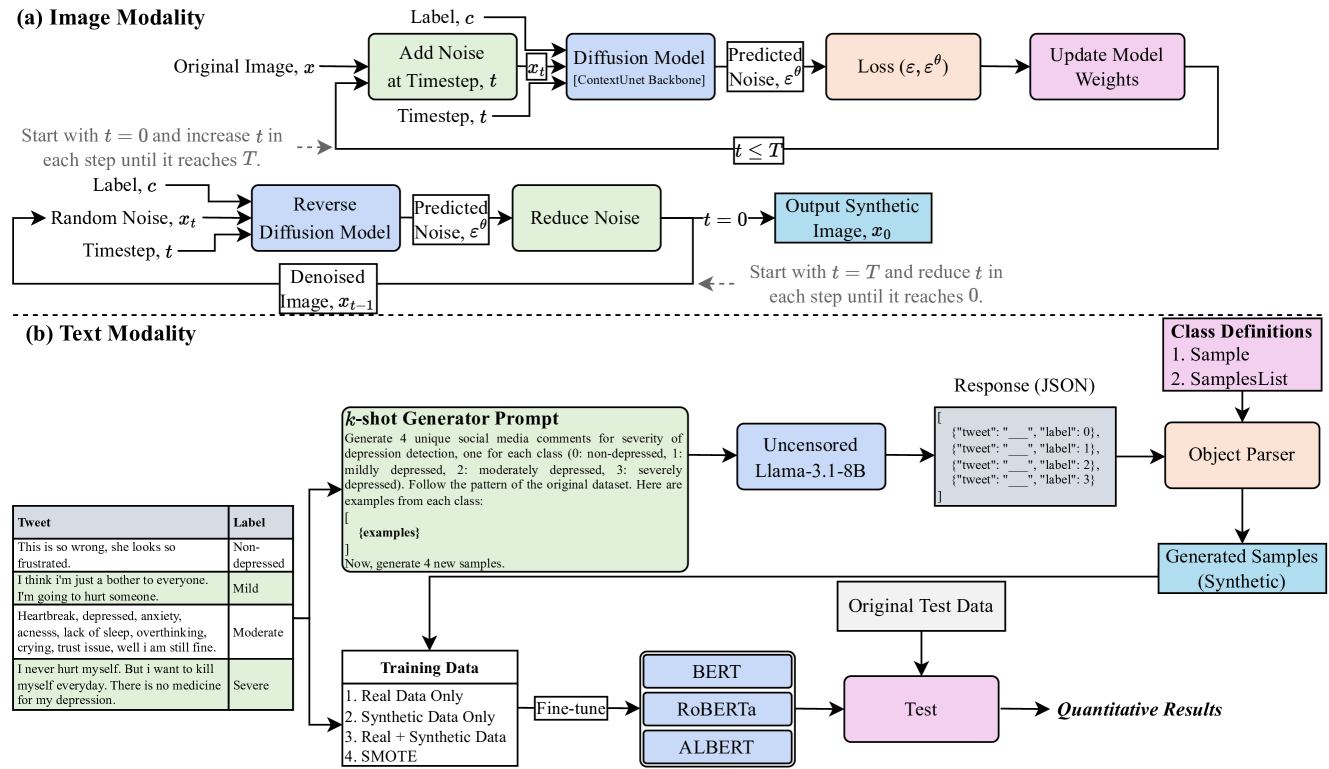 (a) Image Modality
Label, c
Original Image, x
Add Noise
at Timestep, t
x_t
Timestep, t
Diffusion Model
[ContextUnet Backbone]
Predicted
Noise, ε^θ
Loss (ε, ε^θ)
Update Model
Weights
Start with t = 0 and increase t in
each step until it reaches T.
t ≤ T
Label, c
Random Noise, x_t
Timestep, t
Reverse
Diffusion Model
Predicted
Noise, ε^θ
Reduce Noise
t = 0
Output Synthetic
Image, x_0
Denoised
Image, x_{t−1}
Start with t = T and reduce t in
each step until it reaches 0.
(b) Text Modality
Tweet Label
This is so wrong, she looks so
frustrated.
Non-
depressed
I think i'm just a bother to everyone.
I'm going to hurt someone.
Mild
Heartbreak, depressed, anxiety,
acnesss, lack of sleep, overthinking,
crying, trust issue, well i am still fine.
Moderate
I never hurt myself. But i want to kill
myself everyday. There is no medicine
for my depression.
Severe
k-shot Generator Prompt
Generate 4 unique social media comments for severity of
depression detection, one for each class (0: non-depressed, 1:
mildly depressed, 2: moderately depressed, 3: severely
depressed). Follow the pattern of the original dataset. Here are
examples from each class:
[
{examples}
]
Now, generate 4 new samples.
Uncensored
Llama-3.1-8B
Response (JSON)
[
{"tweet": "___", "label": 0},
{"tweet": "___", "label": 1},
{"tweet": "___", "label": 2},
{"tweet": "___", "label": 3}
]
Class Definitions
1. Sample
2. SamplesList
Object Parser
Generated Samples
(Synthetic)
Training Data
1. Real Data Only
2. Synthetic Data Only
3. Real + Synthetic Data
4. SMOTE
Fine-tune
BERT
RoBERTa
ALBERT
Original Test Data
Test
Quantitative Results